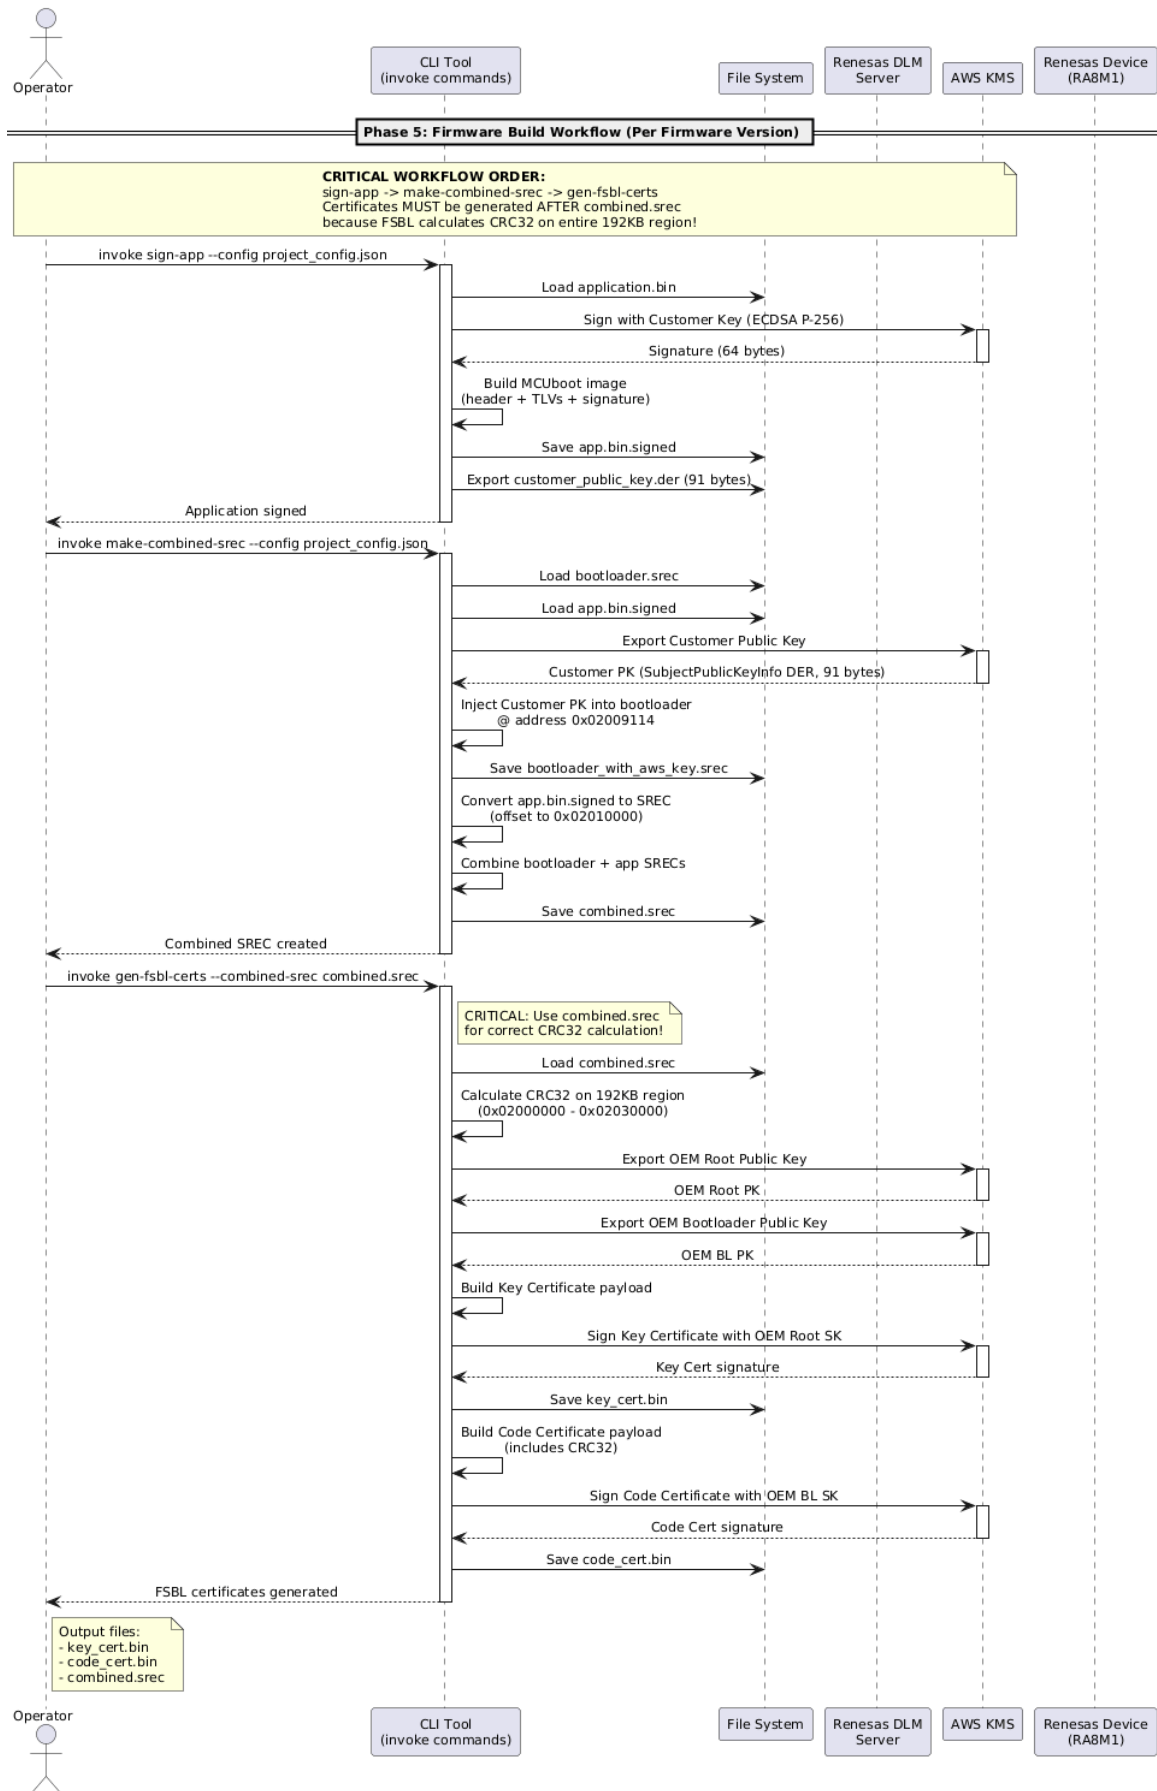 Operator
CLI Tool
(invoke commands)
File System
Renesas DLM
Server
AWS KMS
Renesas Device
(RA8M1)
Phase 5: Firmware Build Workflow (Per Firmware Version)
CRITICAL WORKFLOW ORDER:
sign-app -> make-combined-srec -> gen-fsbl-certs
Certificates MUST be generated AFTER combined.srec
because FSBL calculates CRC32 on entire 192KB region!
invoke sign-app --config project_config.json
Load application.bin
Sign with Customer Key (ECDSA P-256)
Signature (64 bytes)
Build MCUboot image
(header + TLVs + signature)
Save app.bin.signed
Export customer_public_key.der (91 bytes)
Application signed
invoke make-combined-srec --config project_config.json
Load bootloader.srec
Load app.bin.signed
Export Customer Public Key
Customer PK (SubjectPublicKeyInfo DER, 91 bytes)
Inject Customer PK into bootloader
@ address 0x02009114
Save bootloader_with_aws_key.srec
Convert app.bin.signed to SREC
(offset to 0x02010000)
Combine bootloader + app SRECs
Save combined.srec
Combined SREC created
invoke gen-fsbl-certs --combined-srec combined.srec
CRITICAL: Use combined.srec
for correct CRC32 calculation!
Load combined.srec
Calculate CRC32 on 192KB region
(0x02000000 - 0x02030000)
Export OEM Root Public Key
OEM Root PK
Export OEM Bootloader Public Key
OEM BL PK
Build Key Certificate payload
Sign Key Certificate with OEM Root SK
Key Cert signature
Save key_cert.bin
Build Code Certificate payload
(includes CRC32)
Sign Code Certificate with OEM BL SK
Code Cert signature
Save code_cert.bin
FSBL certificates generated
Output files:
- key_cert.bin
- code_cert.bin
- combined.srec
Operator
CLI Tool
(invoke commands)
File System
Renesas DLM
Server
AWS KMS
Renesas Device
(RA8M1)